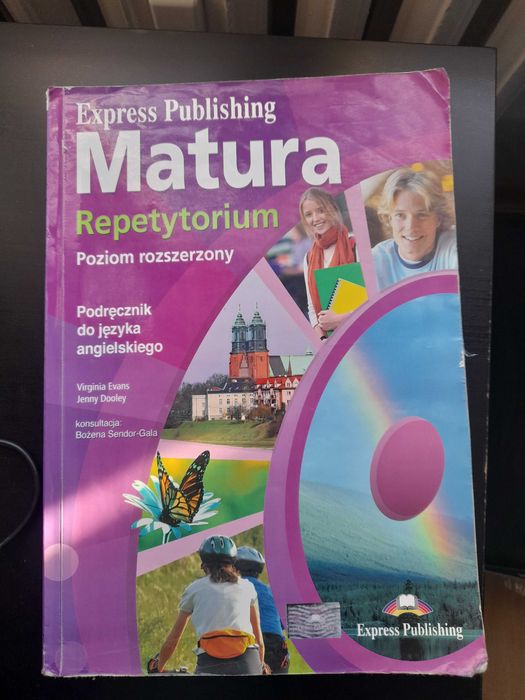 Express Publishing
Matura
Repetytorium
Poziom rozszerzony
Podręcznik
do języka
angielskiego
Virginia Evans
Jenny Dooley
konsultacja:
Bożena Sendor-Gala
Express Publishing